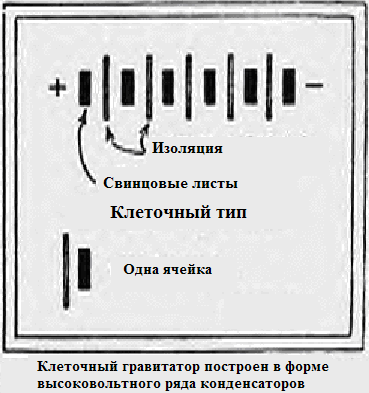 + −
Изоляция
Свинцовые листы
Клеточный тип
Одна ячейка
Клеточный гравитатор построен в форме
высоковольтного ряда конденсаторов